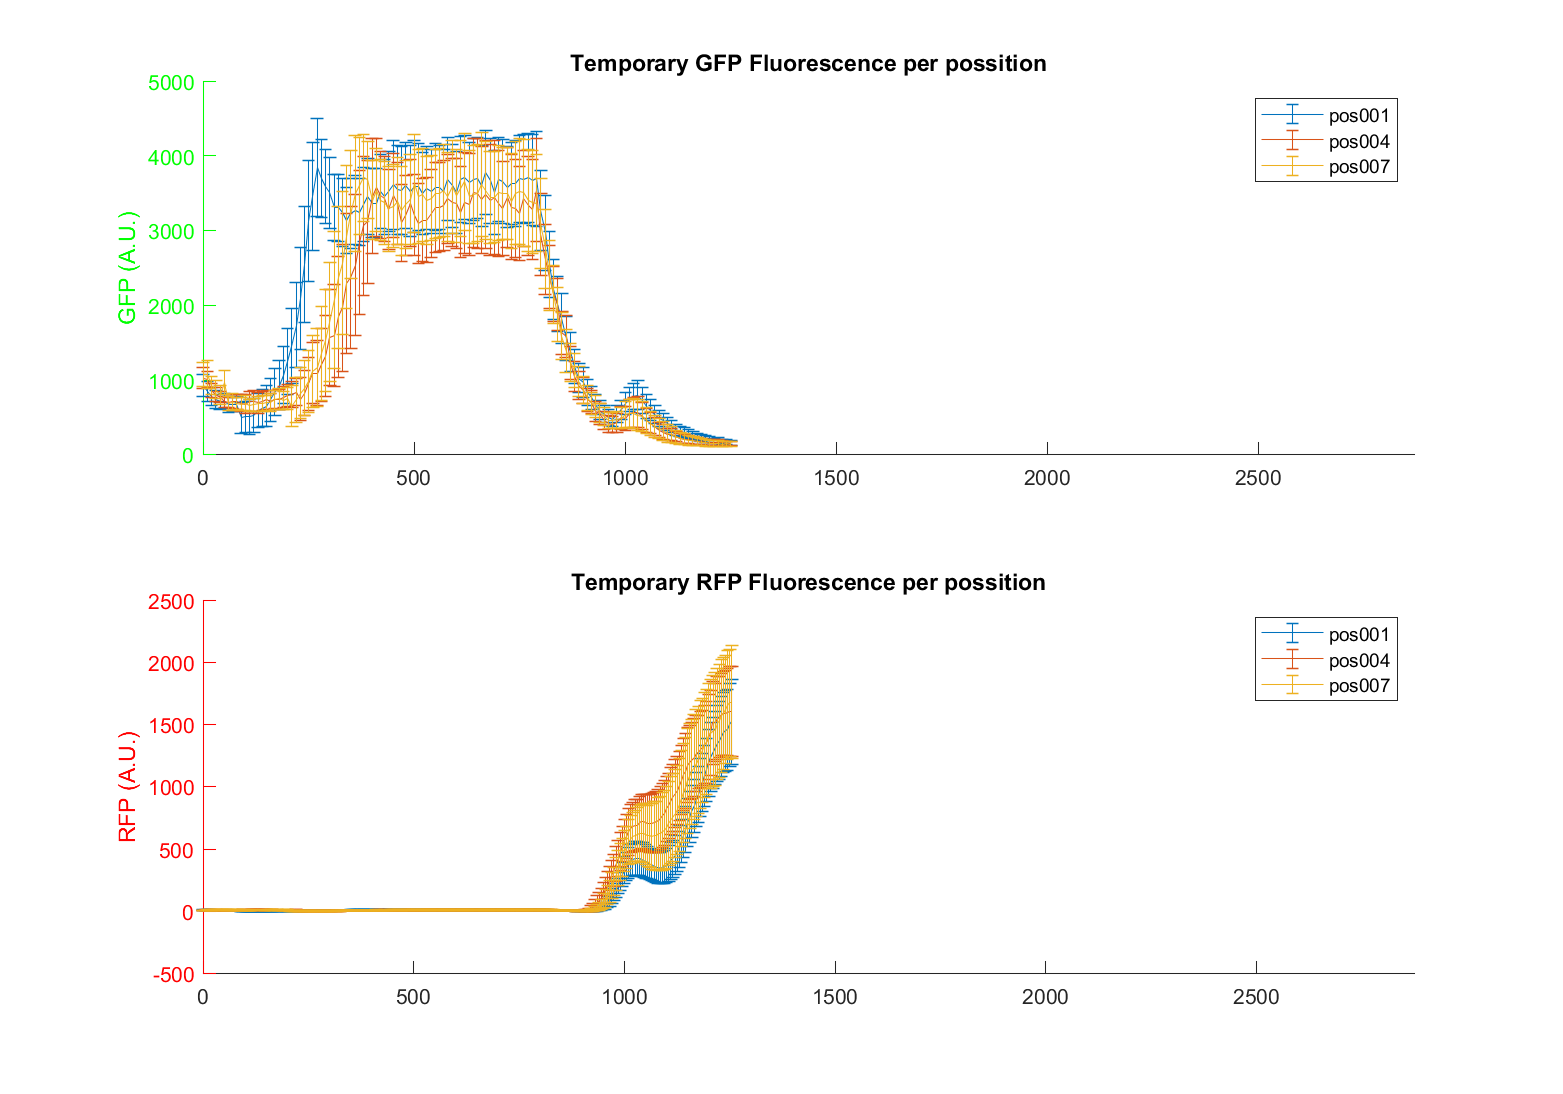 Temporary GFP Fluorescence per possition
5000
4000
3000
2000
1000
0
GFP (A.U.)
0 500 1000 1500 2000 2500
pos001
pos004
pos007
Temporary RFP Fluorescence per possition
2500
2000
1500
1000
500
0
-500
RFP (A.U.)
0 500 1000 1500 2000 2500
pos001
pos004
pos007